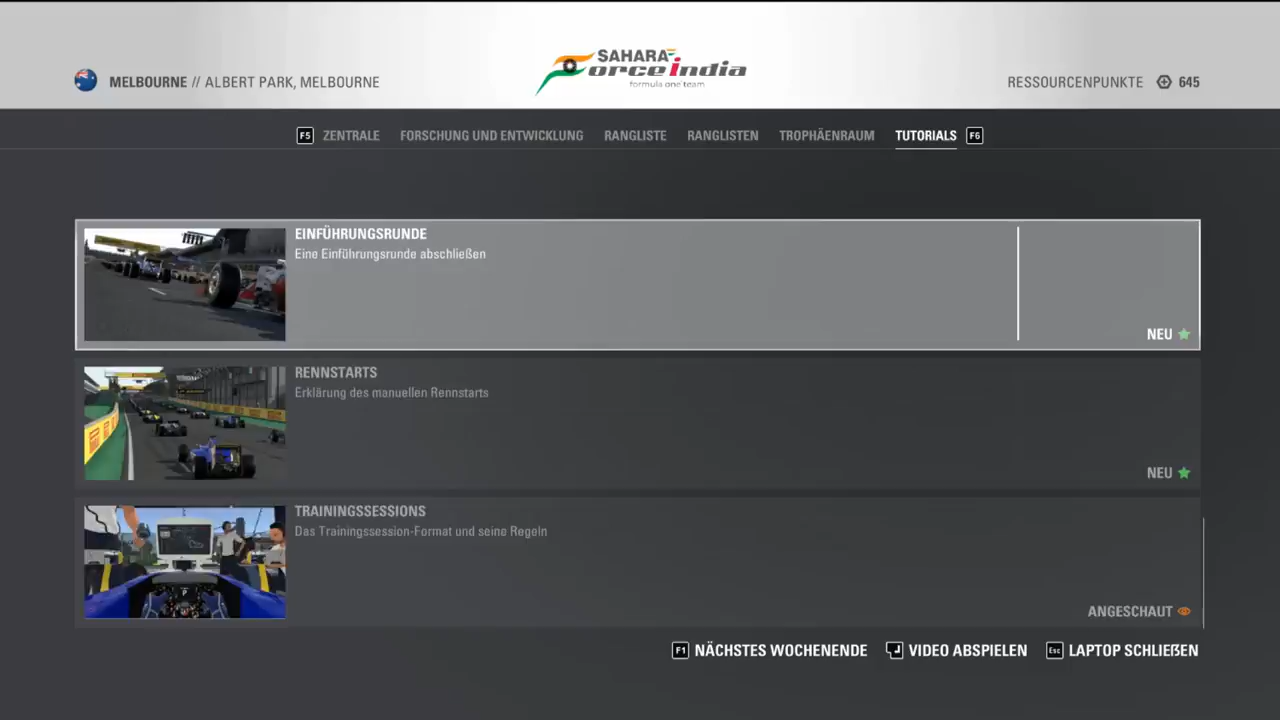 MELBOURNE // ALBERT PARK, MELBOURNE
SAHARA
Force india
formula one team
RESSOURCENPUNKTE 645
F5 ZENTRALE FORSCHUNG UND ENTWICKLUNG RANGLISTE RANGLISTEN TROPHÄENRAUM TUTORIALS F6
EINFÜHRUNGSRUNDE
Eine Einführungsrunde abschließen
NEU
RENNSTARTS
Erklärung des manuellen Rennstarts
NEU
TRAININGSSESSIONS
Das Trainingssession-Format und seine Regeln
ANGESCHAUT
F1 NÄCHSTES WOCHENENDE VIDEO ABSPIELEN Esc LAPTOP SCHLIEẞEN